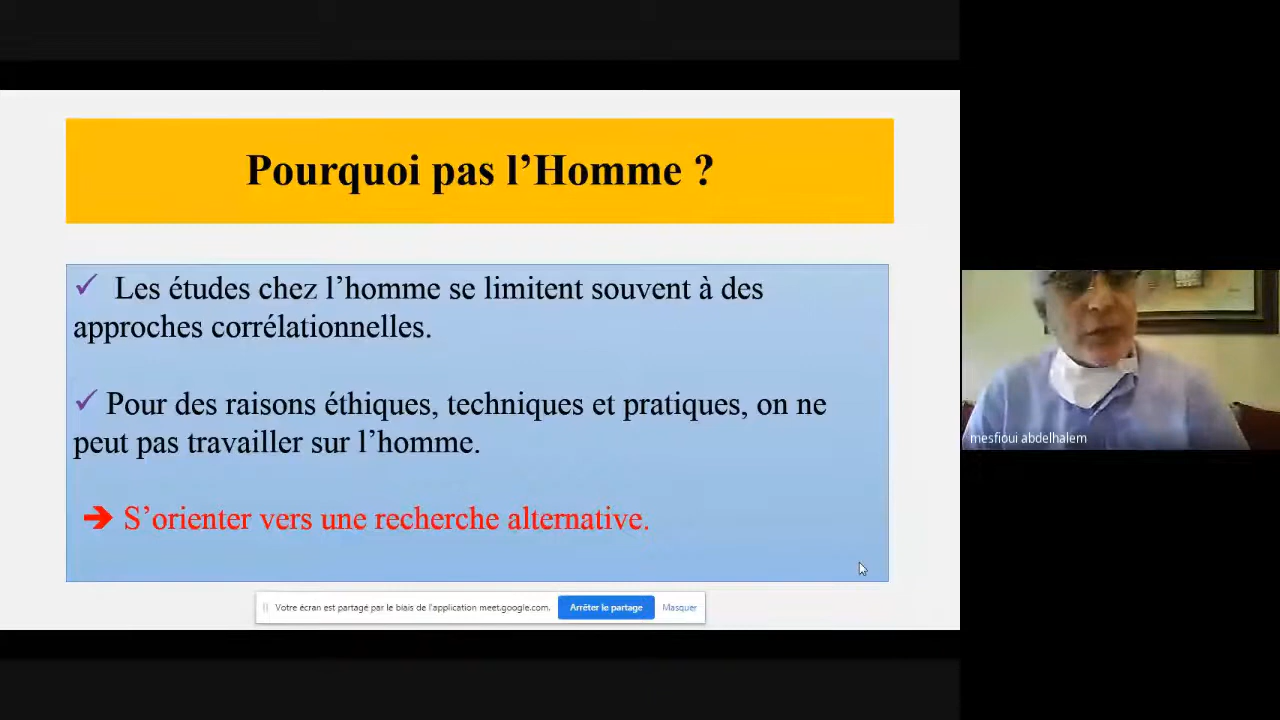 Pourquoi pas l’Homme ?
✓ Les études chez l’homme se limitent souvent à des
approches corrélationnelles.
✓ Pour des raisons éthiques, techniques et pratiques, on ne
peut pas travailler sur l’homme.
➔ S’orienter vers une recherche alternative.
Votre écran est partagé par le biais de l'application meet.google.com.
Arrêter le partage
Masquer
mesfioui abdelhalem